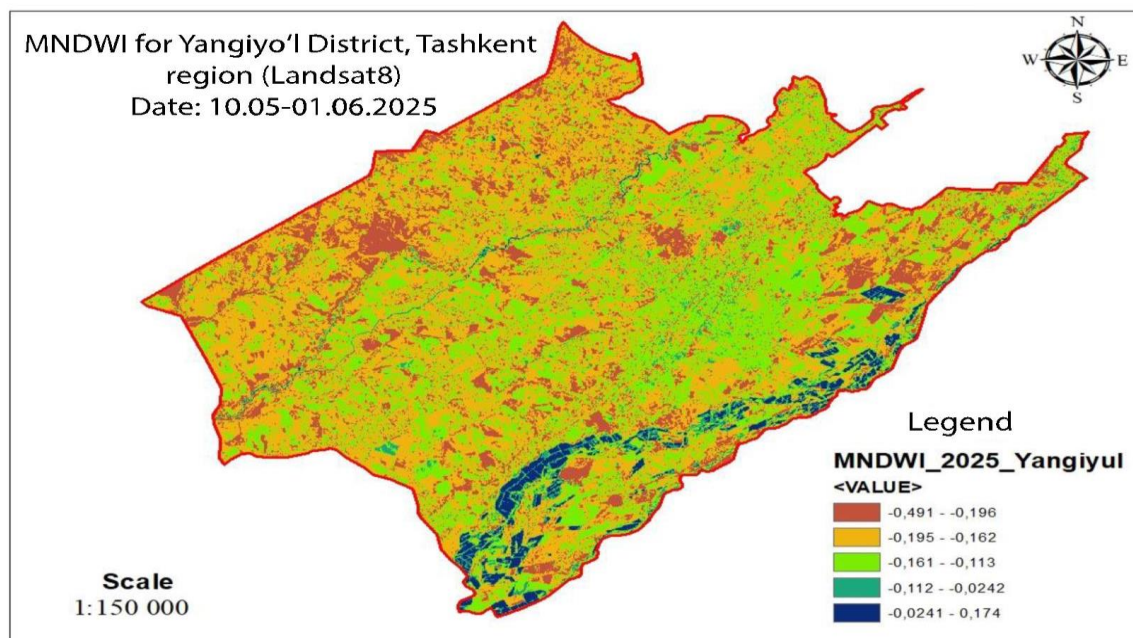 MNDWI for Yangiyo‘l District, Tashkent
region (Landsat8)
Date: 10.05-01.06.2025
N
W E
S
Legend
MNDWI_2025_Yangiyul
<VALUE>
-0,491 - -0,196
-0,195 - -0,162
-0,161 - -0,113
-0,112 - -0,0242
-0,0241 - 0,174
Scale
1:150 000